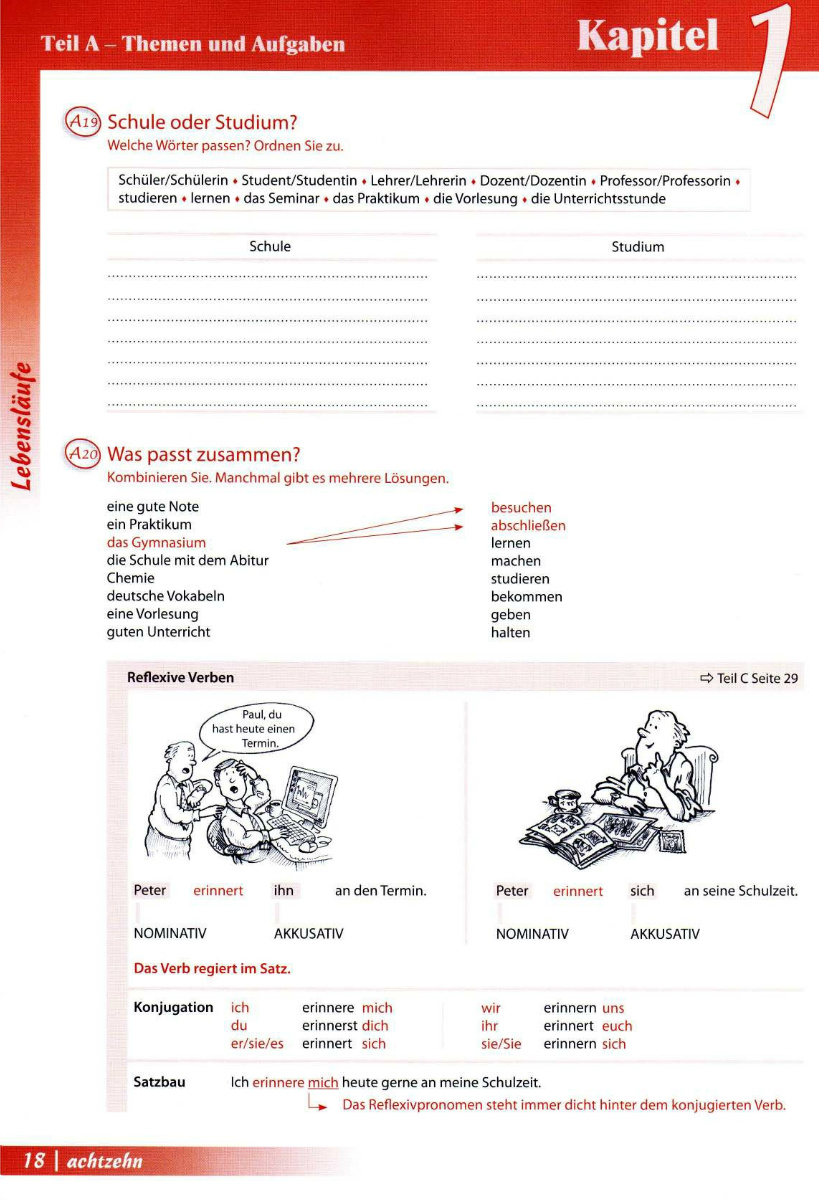 Teil A – Themen und Aufgaben
Kapitel 1
A19 Schule oder Studium?
Welche Wörter passen? Ordnen Sie zu.
Schüler/Schülerin ♦ Student/Studentin ♦ Lehrer/Lehrerin ♦ Dozent/Dozentin ♦ Professor/Professorin ♦
studieren ♦ lernen ♦ das Seminar ♦ das Praktikum ♦ die Vorlesung ♦ die Unterrichtsstunde
Schule Studium
Lebensläufe
A20 Was passt zusammen?
Kombinieren Sie. Manchmal gibt es mehrere Lösungen.
eine gute Note besuchen
ein Praktikum abschließen
das Gymnasium lernen
die Schule mit dem Abitur machen
Chemie studieren
deutsche Vokabeln bekommen
eine Vorlesung geben
guten Unterricht halten
Reflexive Verben ⇨ Teil C Seite 29
Paul, du
hast heute einen
Termin.
Peter erinnert ihn an den Termin. Peter erinnert sich an seine Schulzeit.
NOMINATIV AKKUSATIV NOMINATIV AKKUSATIV
Das Verb regiert im Satz.
Konjugation ich erinnere mich wir erinnern uns
du erinnerst dich ihr erinnert euch
er/sie/es erinnert sich sie/Sie erinnern sich
Satzbau Ich erinnere mich heute gerne an meine Schulzeit.
Das Reflexivpronomen steht immer dicht hinter dem konjugierten Verb.
18 | achtzehn